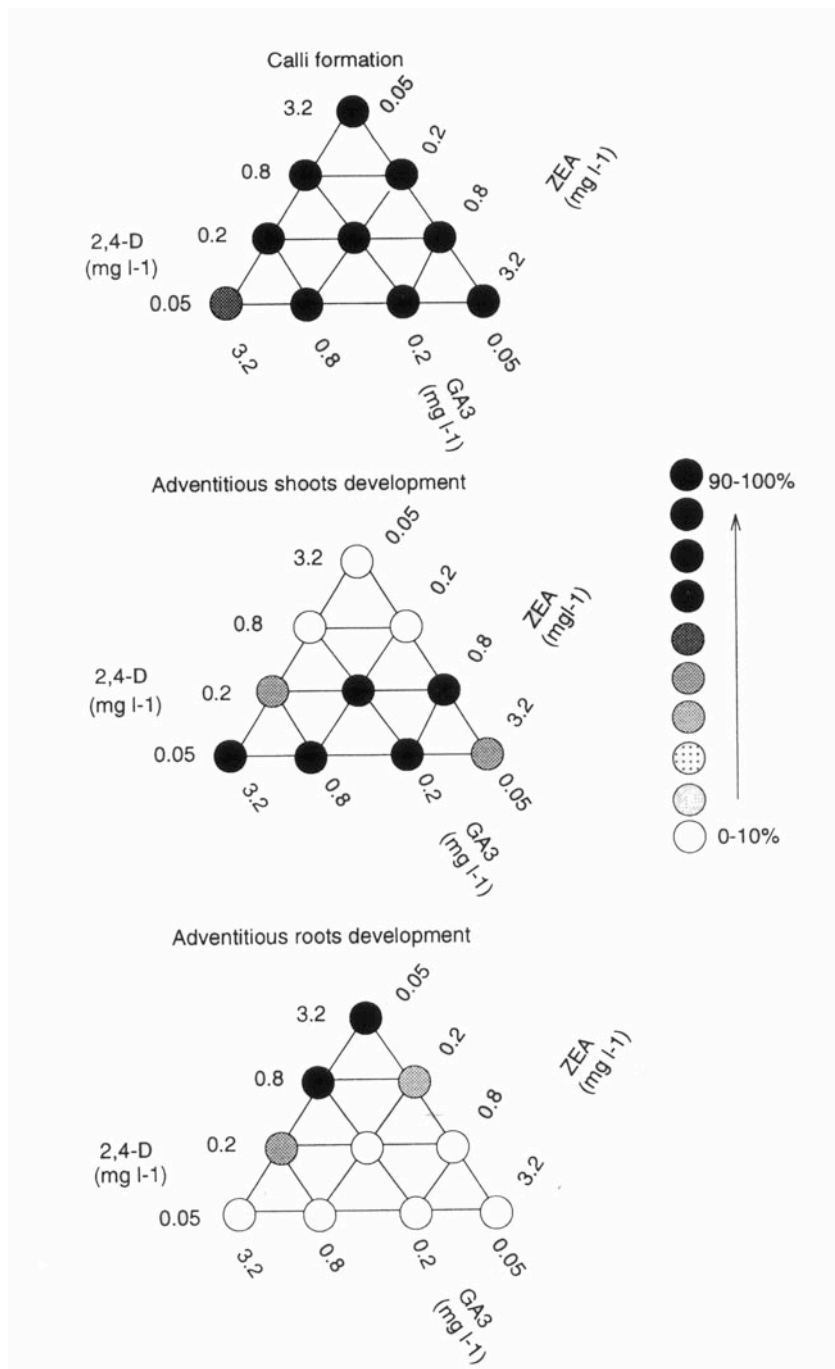 Calli formation
3.2 0.05
0.8 0.2
ZEA
(mg l-1)
0.2 0.8
2,4-D
(mg l-1)
0.05 3.2
3.2 0.8 0.2 0.05
GA3
(mg l-1)
Adventitious shoots development
90-100%
3.2 0.05
0.8 0.2
ZEA
(mgl-1)
0.2 0.8
2,4-D
(mg l-1)
0.05 3.2
3.2 0.8 0.2 0.05
GA3
(mg l-1)
0-10%
Adventitious roots development
3.2 0.05
0.8 0.2
ZEA
(mg l-1)
0.2 0.8
2,4-D
(mg l-1)
0.05 3.2
3.2 0.8 0.2 0.05
GA3
(mg l-1)